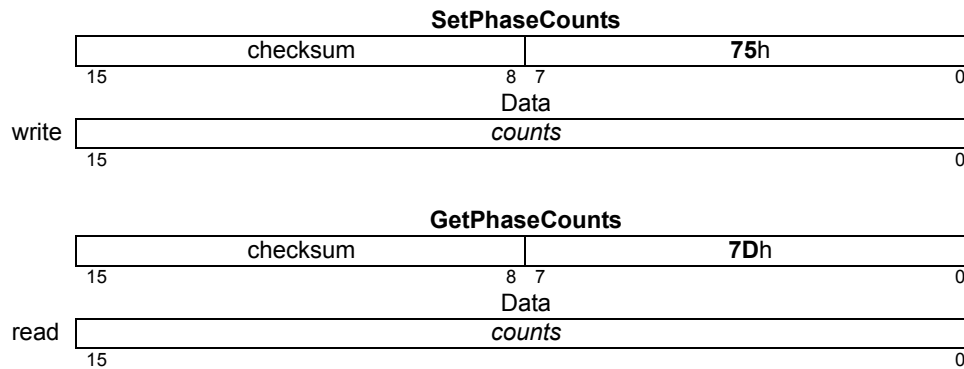 SetPhaseCounts
checksum 75h
15 8 7 0
Data
write counts
15 0
GetPhaseCounts
checksum 7Dh
15 8 7 0
Data
read counts
15 0